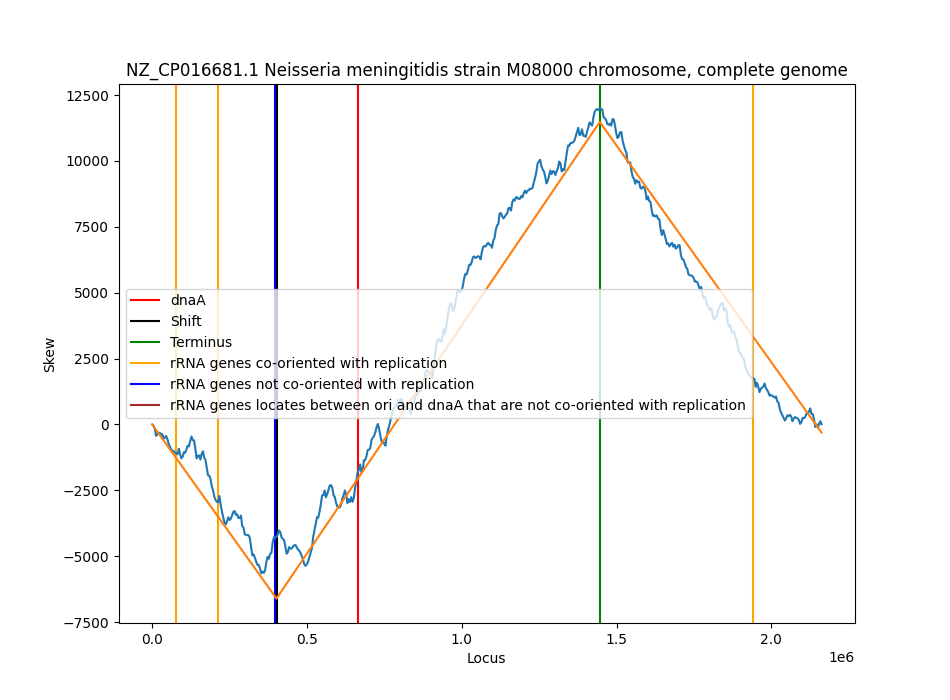 NZ_CP016681.1 Neisseria meningitidis strain M08000 chromosome, complete genome
12500
10000
7500
5000
2500
0
−2500
−5000
−7500
Skew
dnaA
Shift
Terminus
rRNA genes co-oriented with replication
rRNA genes not co-oriented with replication
rRNA genes locates between ori and dnaA that are not co-oriented with replication
0.0 0.5 1.0 1.5 2.0
1e6
Locus